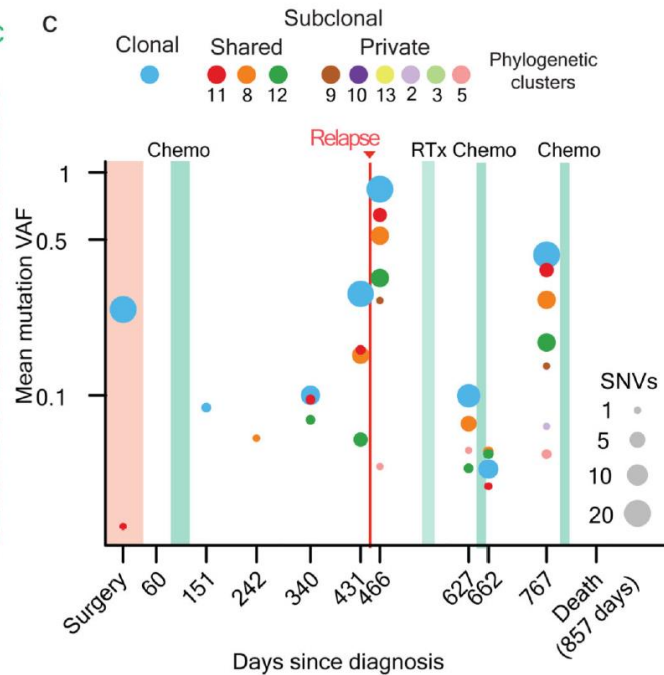 c
C
Subclonal
Clonal Shared Private
Phylogenetic
clusters
11 8 12 9 10 13 2 3 5
Relapse
Chemo RTx Chemo Chemo
1
0.5
0.1
Mean mutation VAF
SNVs
1
5
10
20
Surgery 60 151 242 340 431 466 627 662 767 Death
(857 days)
Days since diagnosis